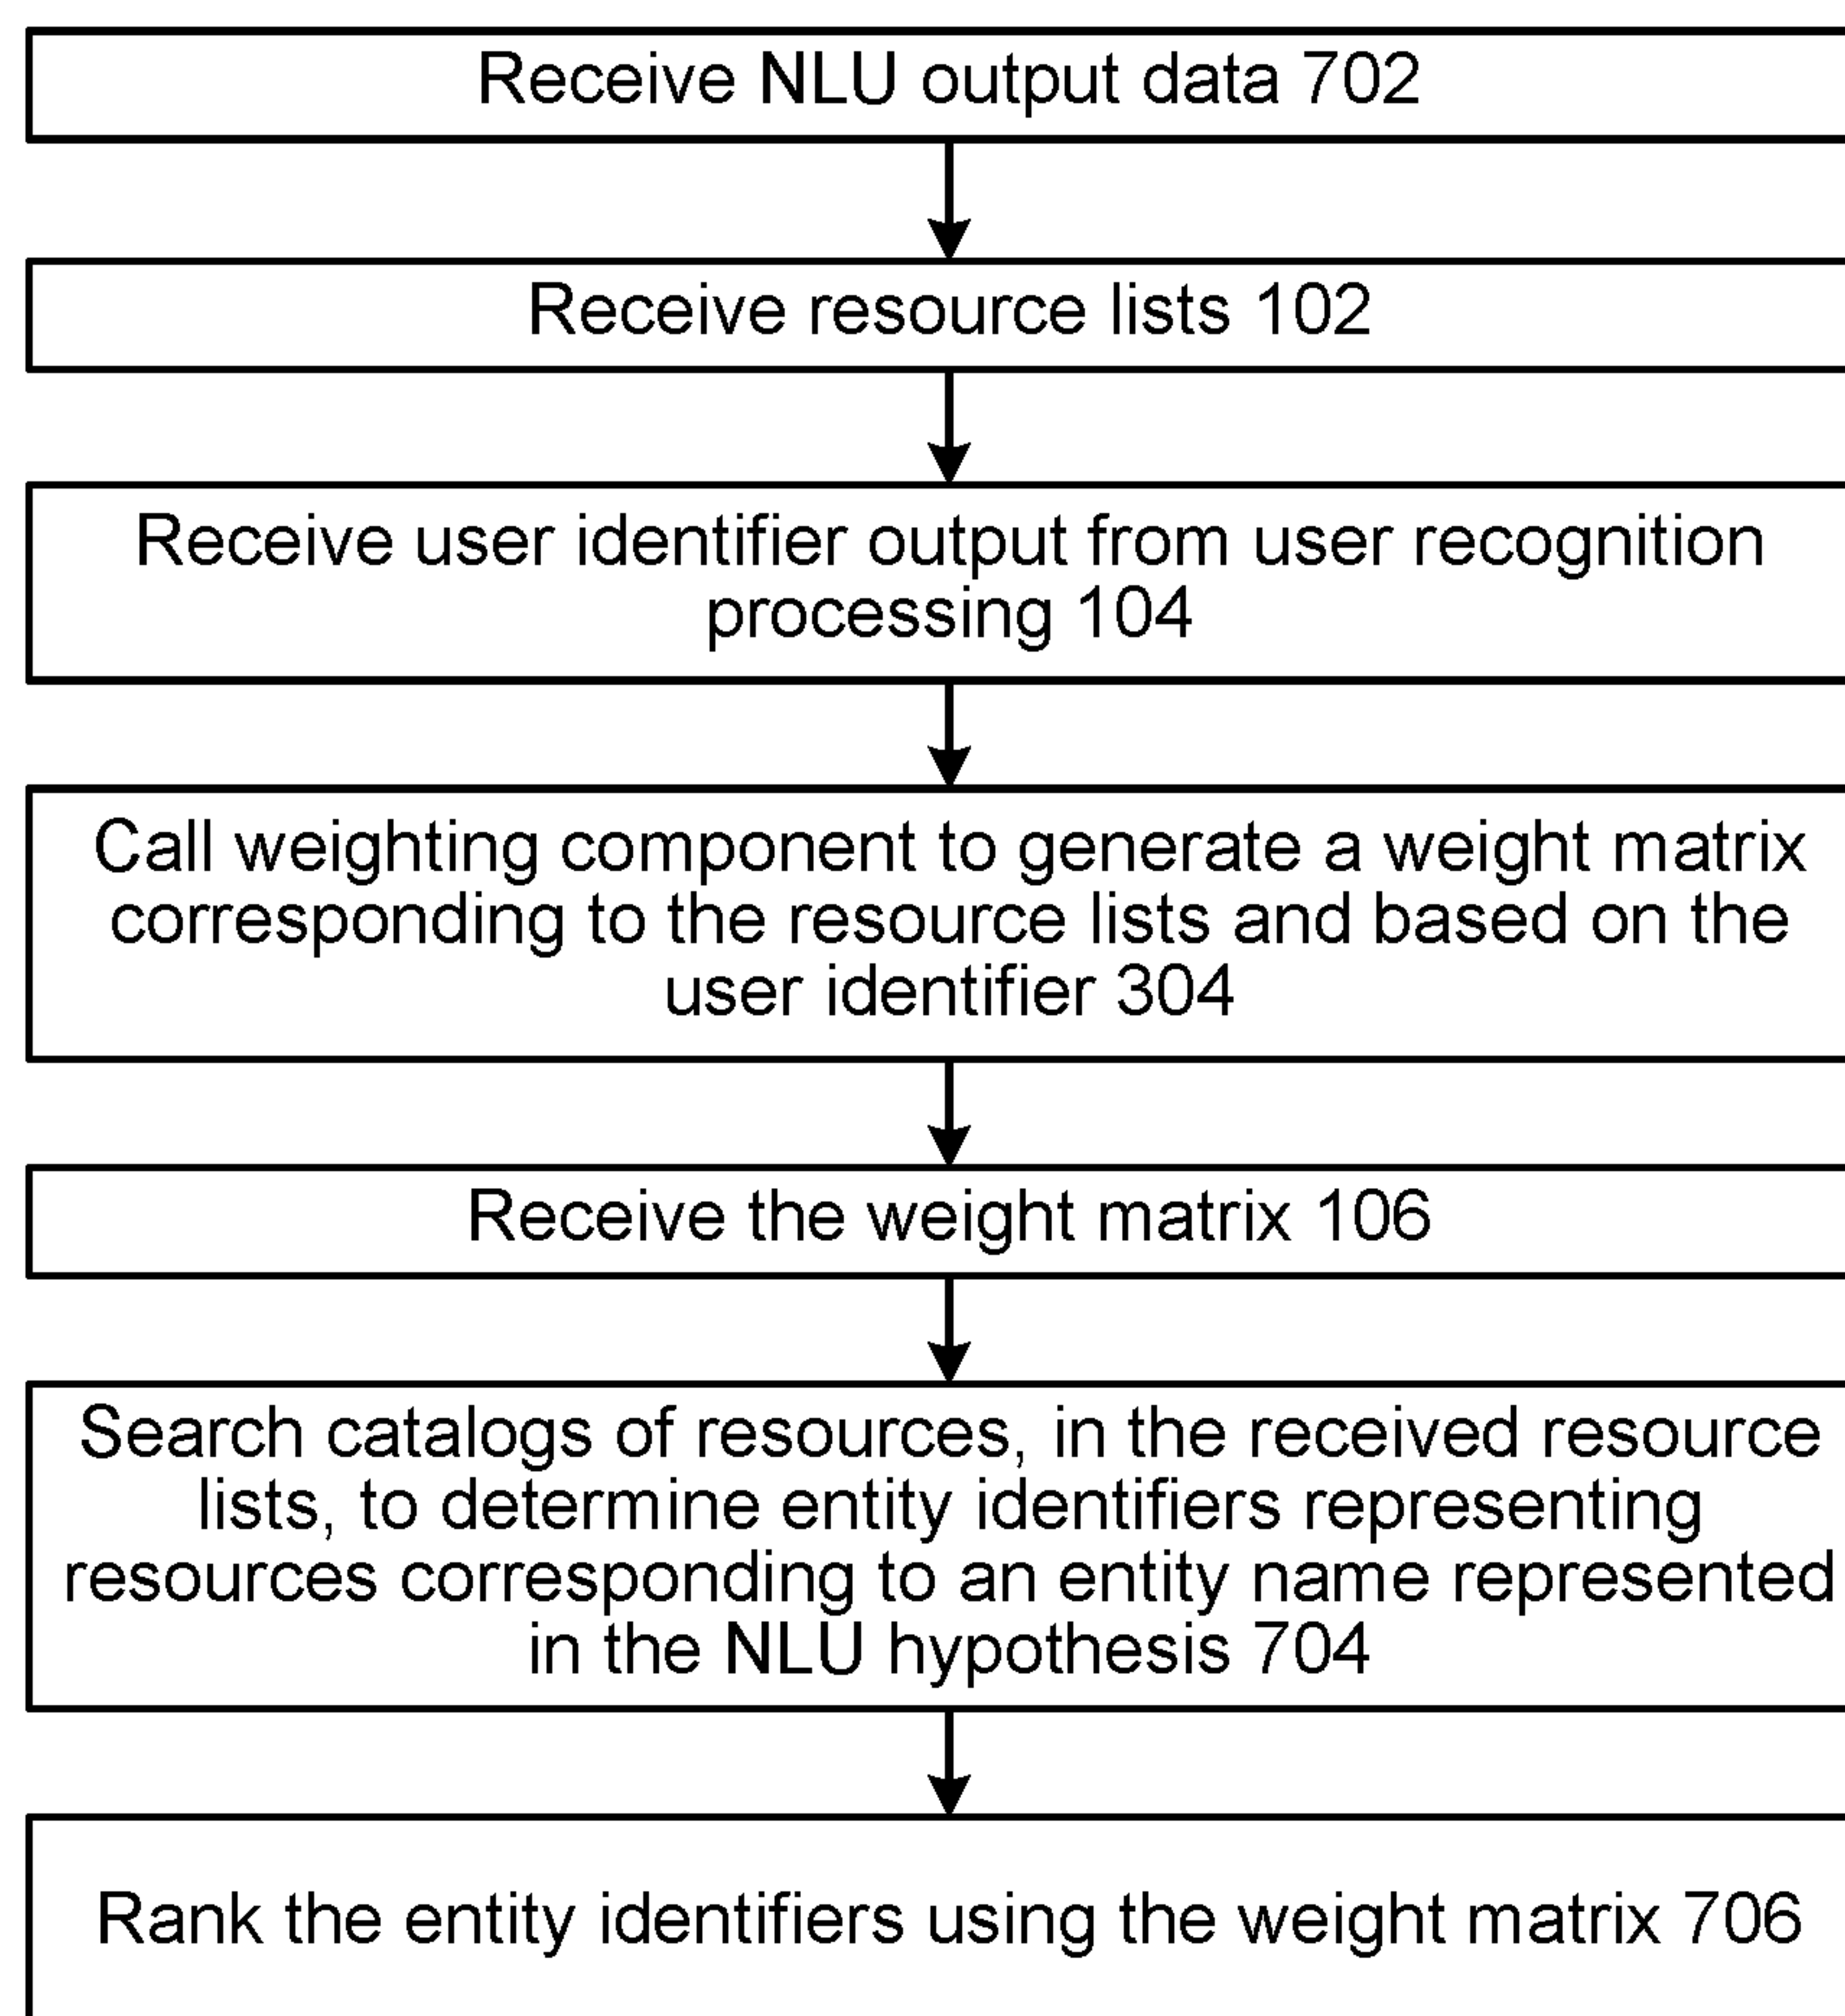 Receive NLU output data 702
Receive resource lists 102
Receive user identifier output from user recognition
processing 104
Call weighting component to generate a weight matrix
corresponding to the resource lists and based on the
user identifier 304
Receive the weight matrix 106
Search catalogs of resources, in the received resource
lists, to determine entity identifiers representing
resources corresponding to an entity name represented
in the NLU hypothesis 704
Rank the entity identifiers using the weight matrix 706